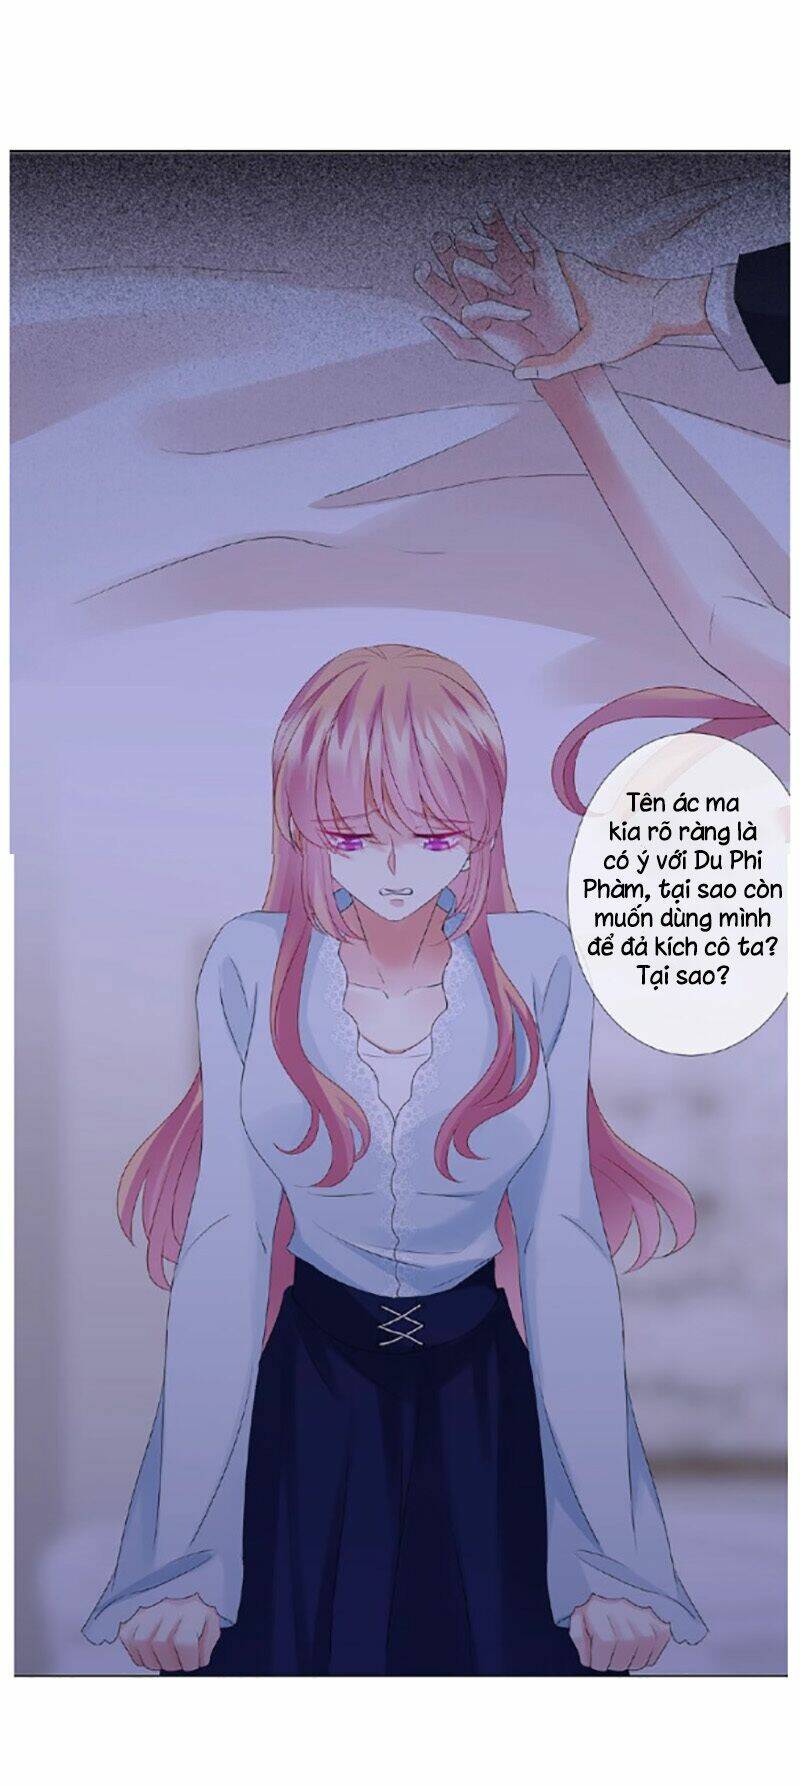 Tên ác ma
kia rõ ràng là
có ý với Du Phi
Phàm, tại sao còn
muốn dùng mình
để đả kích cô ta?
Tại sao?